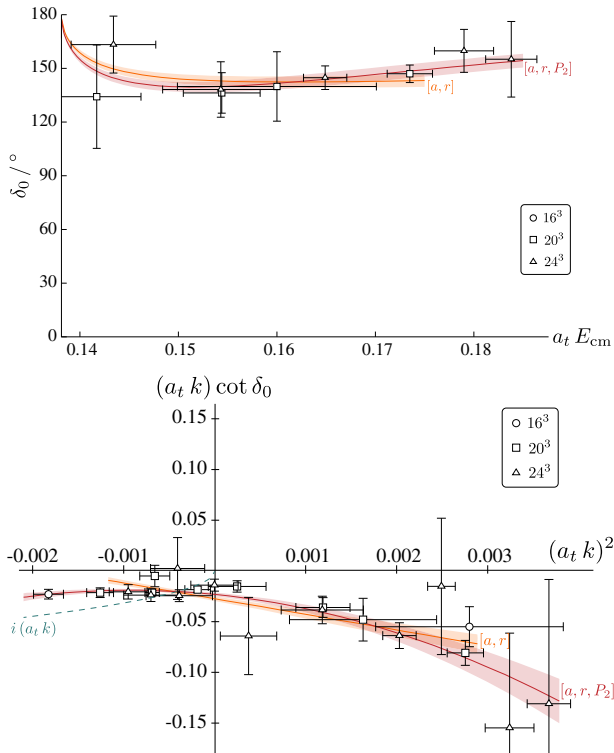 δ₀ / °
180
150
120
90
60
30
0
[a, r, P₂]
[a, r]
16³
20³
24³
0.14 0.15 0.16 0.17 0.18 aₜ E_cm
(aₜ k) cot δ₀
0.15
0.10
0.05
16³
20³
24³
-0.002 -0.001 0.001 0.002 0.003 (aₜ k)²
i (aₜ k)
-0.05
-0.10
-0.15
[a, r]
[a, r, P₂]